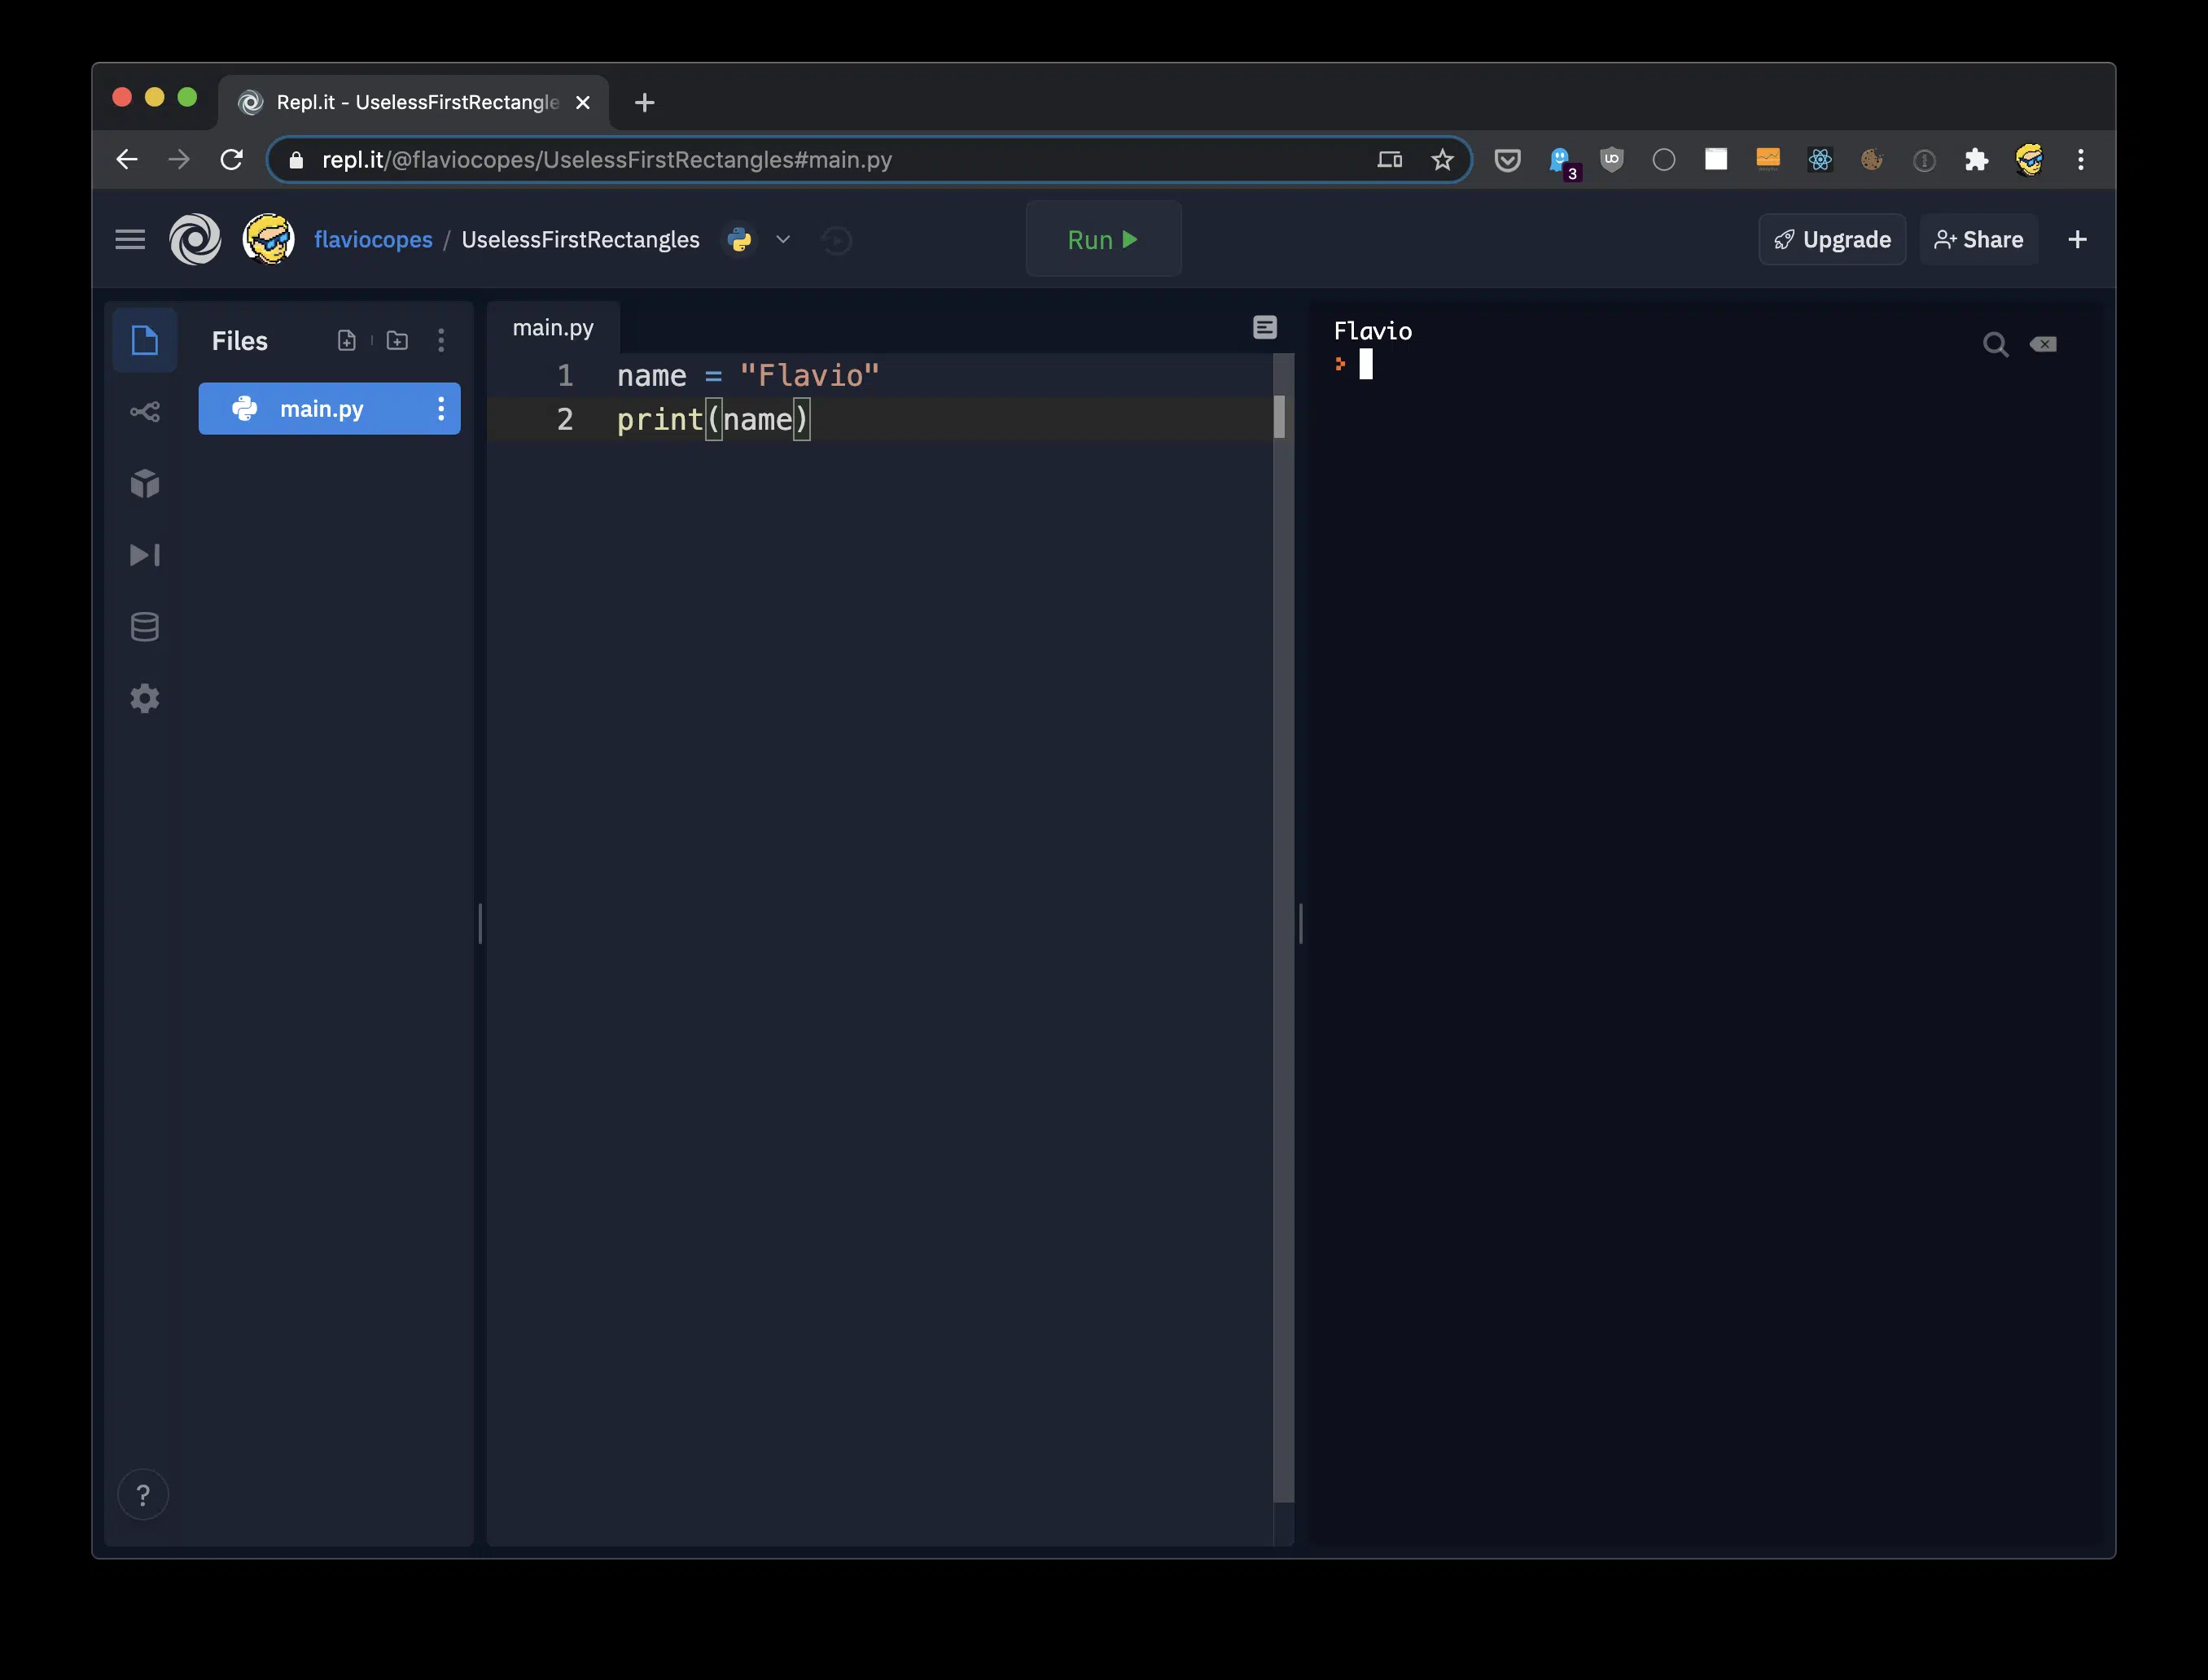 Repl.it - UselessFirstRectangle
repl.it/@flaviocopes/UselessFirstRectangles#main.py
3
flaviocopes / UselessFirstRectangles
Run
Upgrade
Share
Files
main.py
main.py
1 name = "Flavio"
2 print(name)
Flavio
?